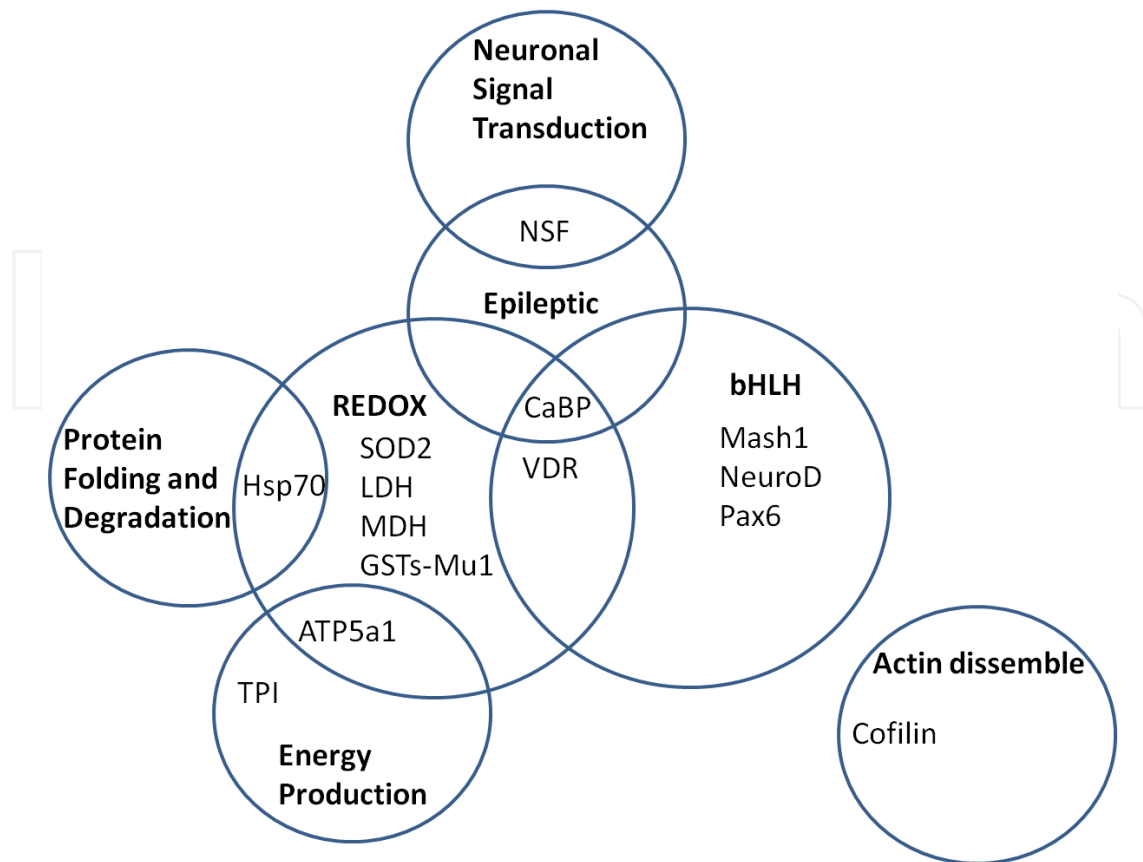 Neuronal
Signal
Transduction
NSF
Epileptic
CaBP
VDR
bHLH
Mash1
NeuroD
Pax6
REDOX
SOD2
LDH
MDH
GSTs-Mu1
Protein
Folding and
Degradation
Hsp70
ATP5a1
TPI
Energy
Production
Actin dissemble
Cofilin